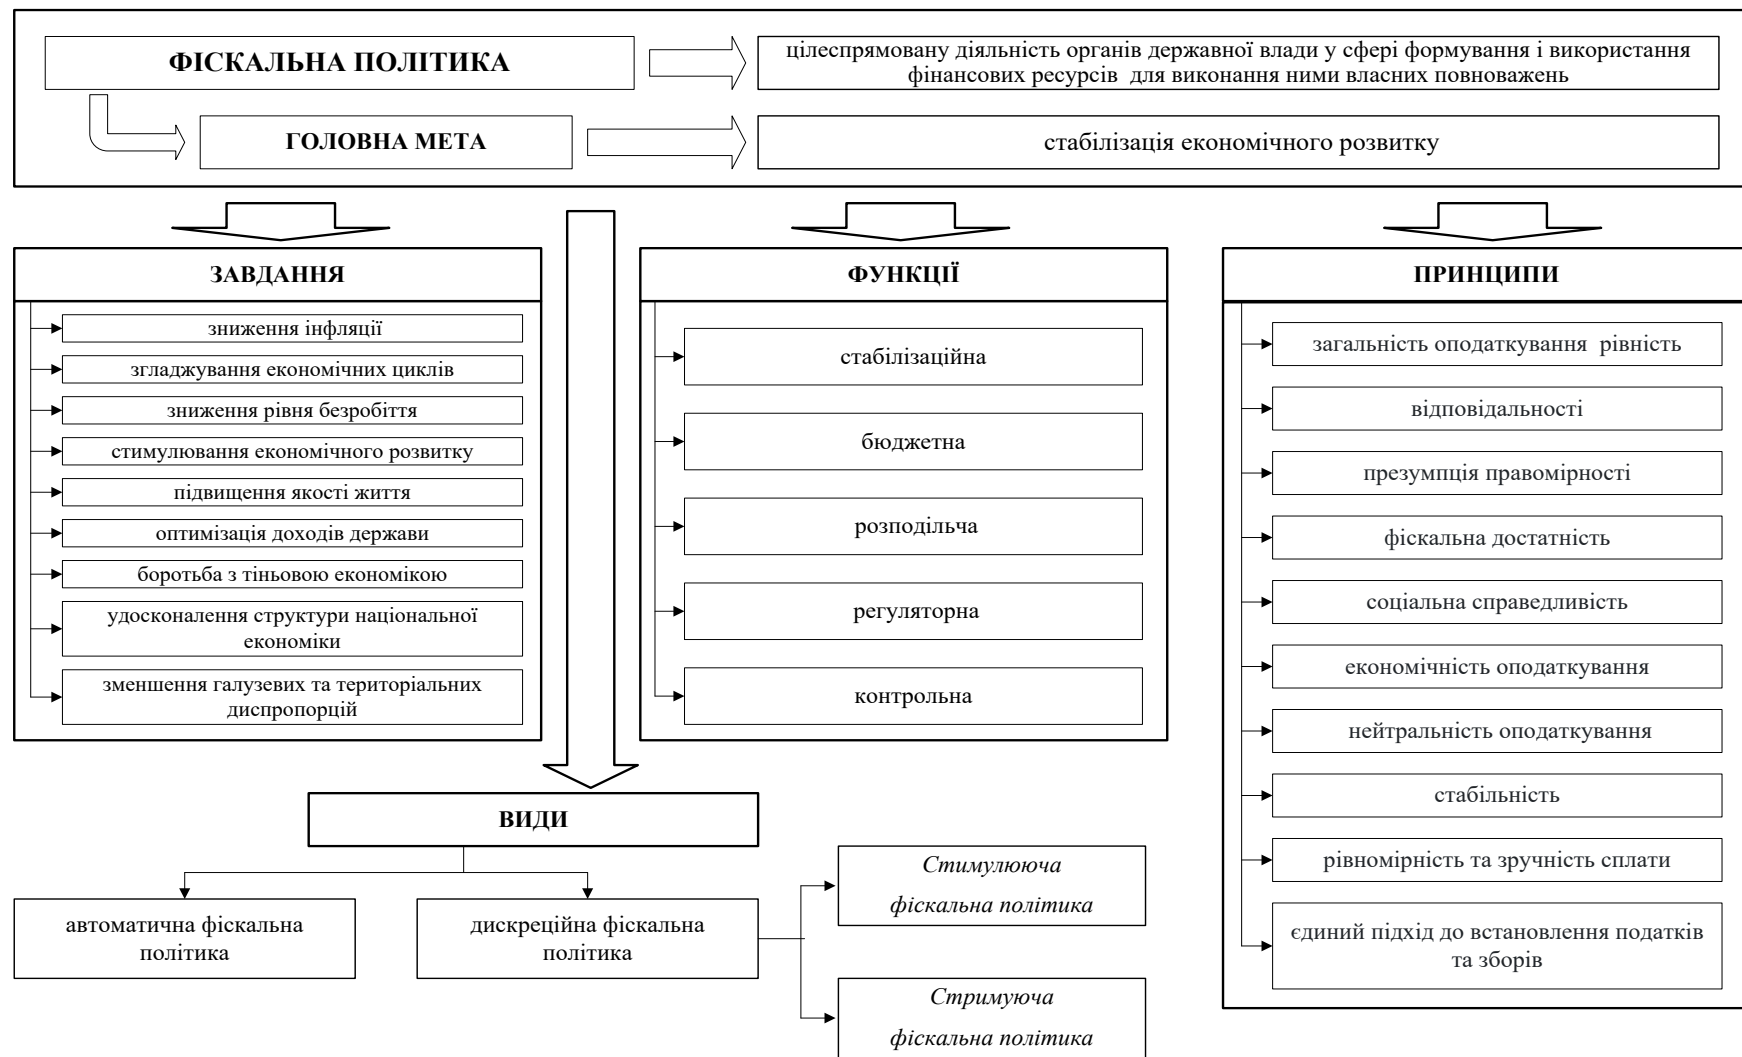 ФІСКАЛЬНА ПОЛІТИКА
цілеспрямовану діяльність органів державної влади у сфері формування і використання
фінансових ресурсів для виконання ними власних повноважень
ГОЛОВНА МЕТА
стабілізація економічного розвитку
ЗАВДАННЯ
зниження інфляції
згладжування економічних циклів
зниження рівня безробіття
стимулювання економічного розвитку
підвищення якості життя
оптимізація доходів держави
боротьба з тіньовою економікою
удосконалення структури національної
економіки
зменшення галузевих та територіальних
диспропорцій
ФУНКЦІЇ
стабілізаційна
бюджетна
розподільча
регуляторна
контрольна
ПРИНЦИПИ
загальність оподаткування рівність
відповідальності
презумпція правомірності
фіскальна достатність
соціальна справедливість
економічність оподаткування
нейтральність оподаткування
стабільність
рівномірність та зручність сплати
єдиний підхід до встановлення податків
та зборів
ВИДИ
автоматична фіскальна
політика
дискреційна фіскальна
політика
Стимулююча
фіскальна політика
Стримуюча
фіскальна політика